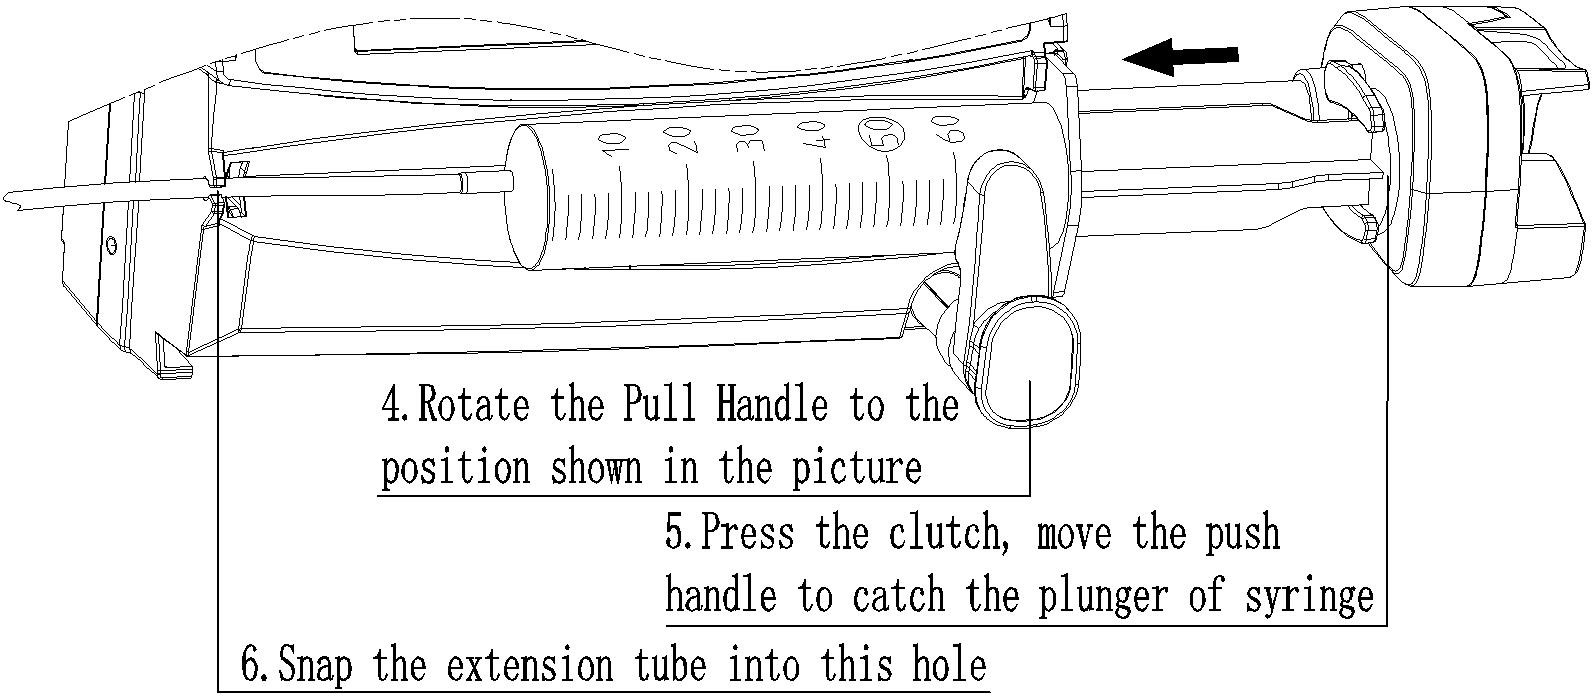 10 20 30 40 50 60
4.Rotate the Pull Handle to the
position shown in the picture
5.Press the clutch, move the push
handle to catch the plunger of syringe
6.Snap the extension tube into this hole